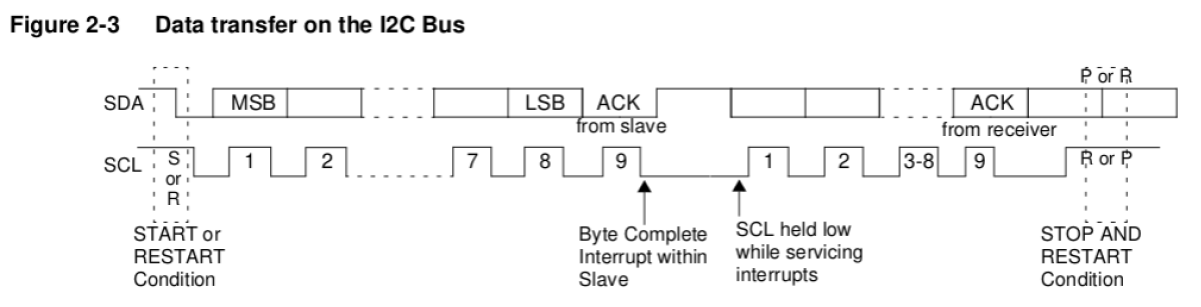 Figure 2-3 Data transfer on the I2C Bus
P or R
SDA MSB LSB ACK ACK
from slave from receiver
SCL S or R 1 2 7 8 9 1 2 3-8 9 R or P
START or
RESTART
Condition
Byte Complete
Interrupt within
Slave
SCL held low
while servicing
interrupts
STOP AND
RESTART
Condition